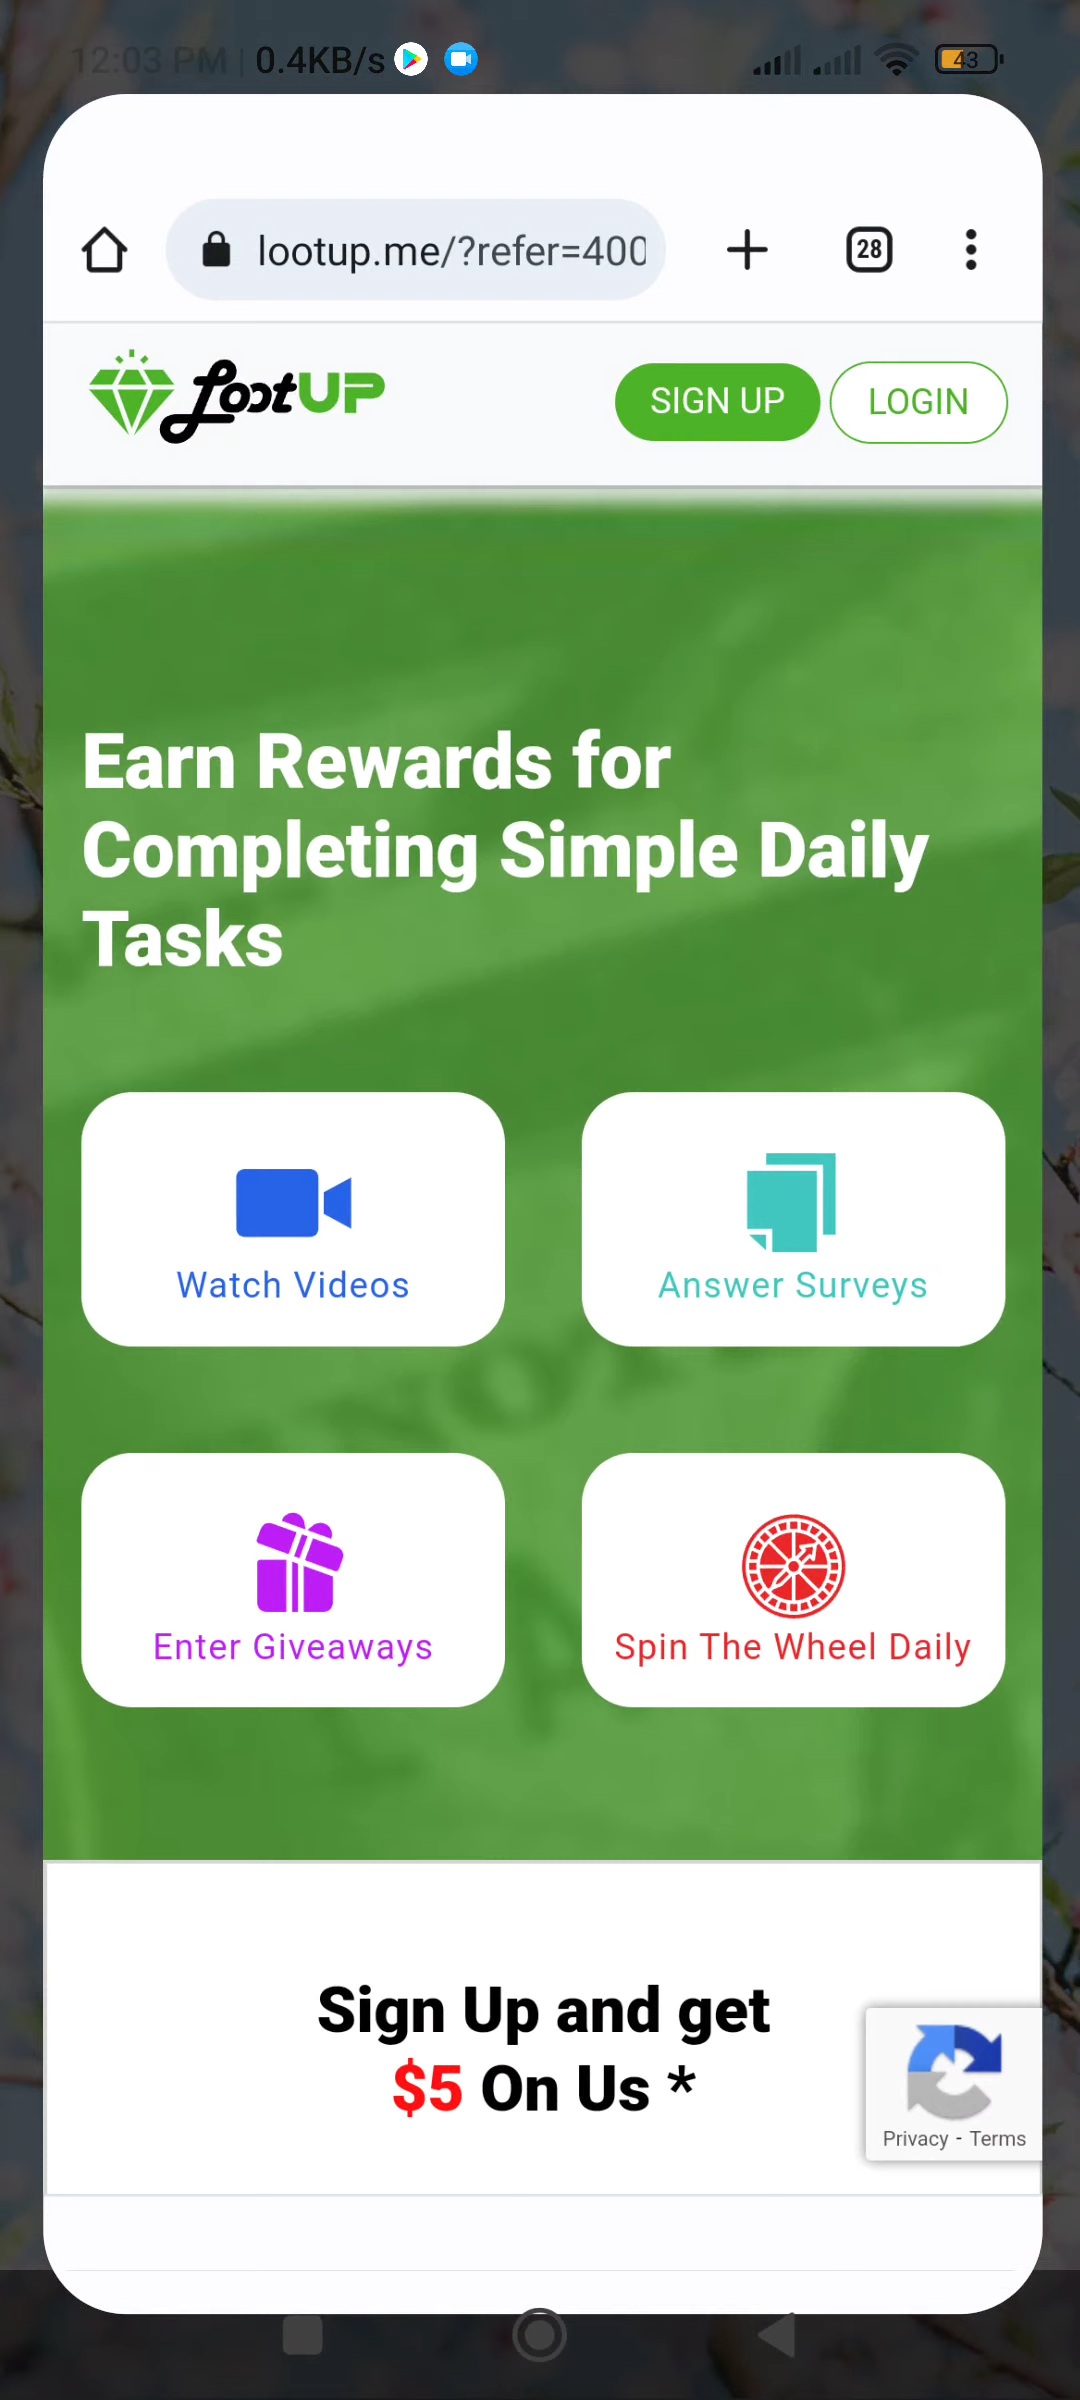 12:03 PM | 0.4KB/s
43
lootup.me/?refer=400
28
LootUP
SIGN UP
LOGIN
Earn Rewards for
Completing Simple Daily
Tasks
Watch Videos
Answer Surveys
Enter Giveaways
Spin The Wheel Daily
Sign Up and get
$5 On Us *
Privacy - Terms